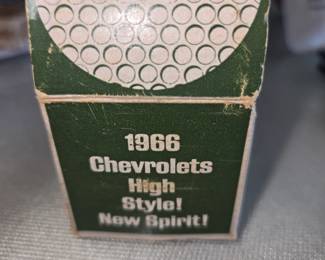 1966
Chevrolets
High
Style!
New Spirit!